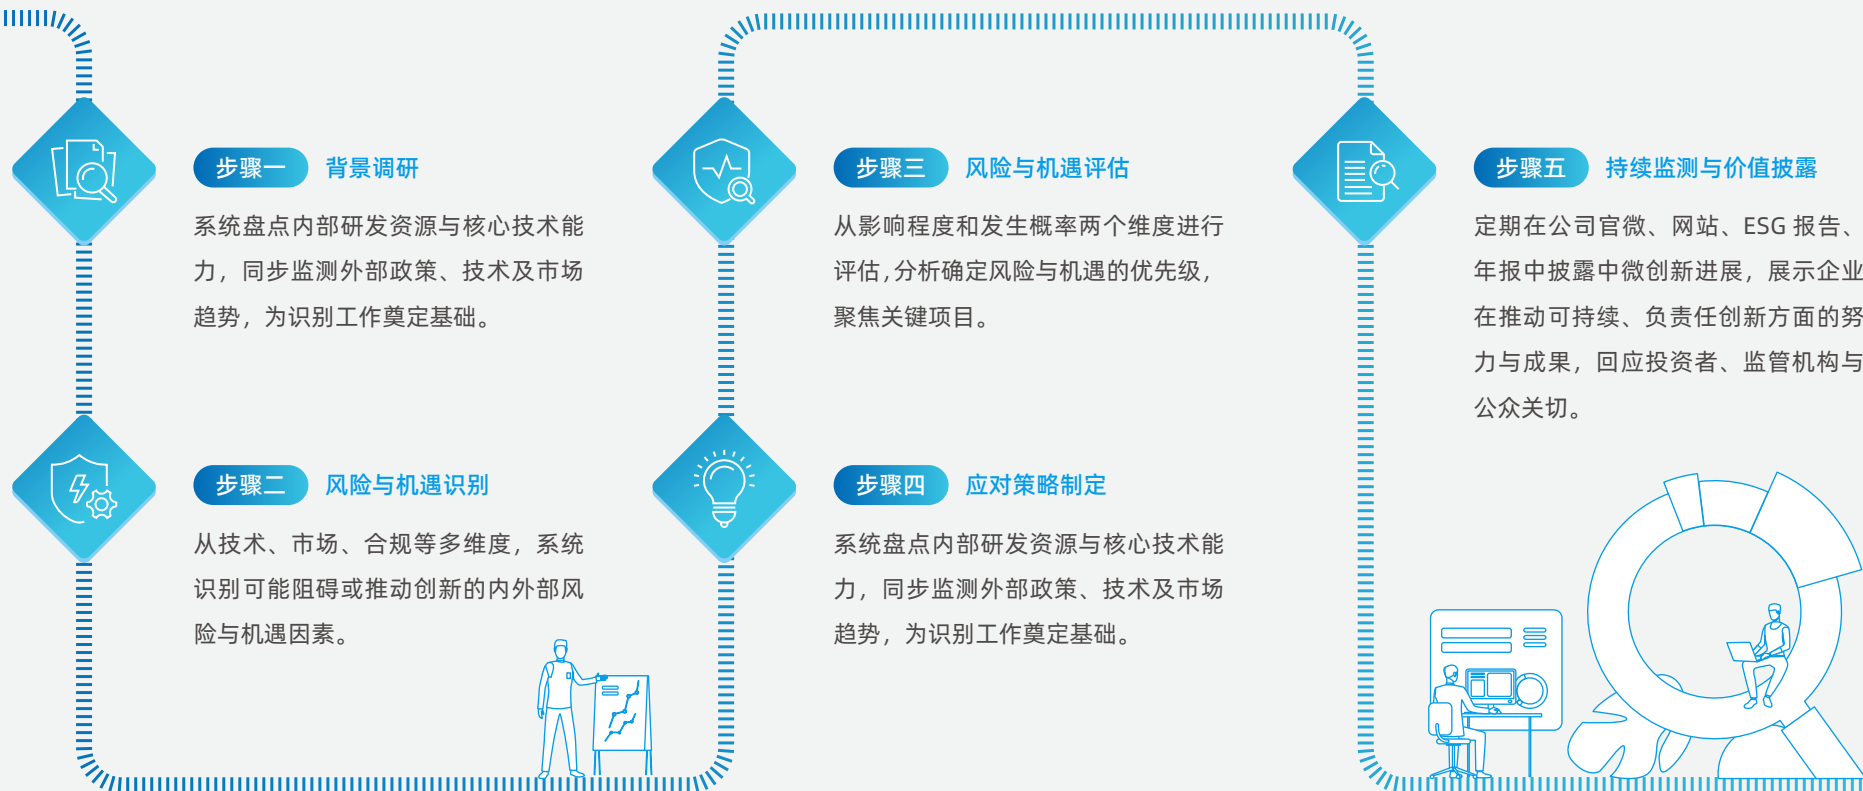 步骤一 背景调研
系统盘点内部研发资源与核心技术能
力，同步监测外部政策、技术及市场
趋势，为识别工作奠定基础。
步骤二 风险与机遇识别
从技术、市场、合规等多维度，系统
识别可能阻碍或推动创新的内外部风
险与机遇因素。
步骤三 风险与机遇评估
从影响程度和发生概率两个维度进行
评估，分析确定风险与机遇的优先级，
聚焦关键项目。
步骤四 应对策略制定
系统盘点内部研发资源与核心技术能
力，同步监测外部政策、技术及市场
趋势，为识别工作奠定基础。
步骤五 持续监测与价值披露
定期在公司官微、网站、ESG 报告、
年报中披露中微创新进展，展示企业
在推动可持续、负责任创新方面的努
力与成果，回应投资者、监管机构与
公众关切。